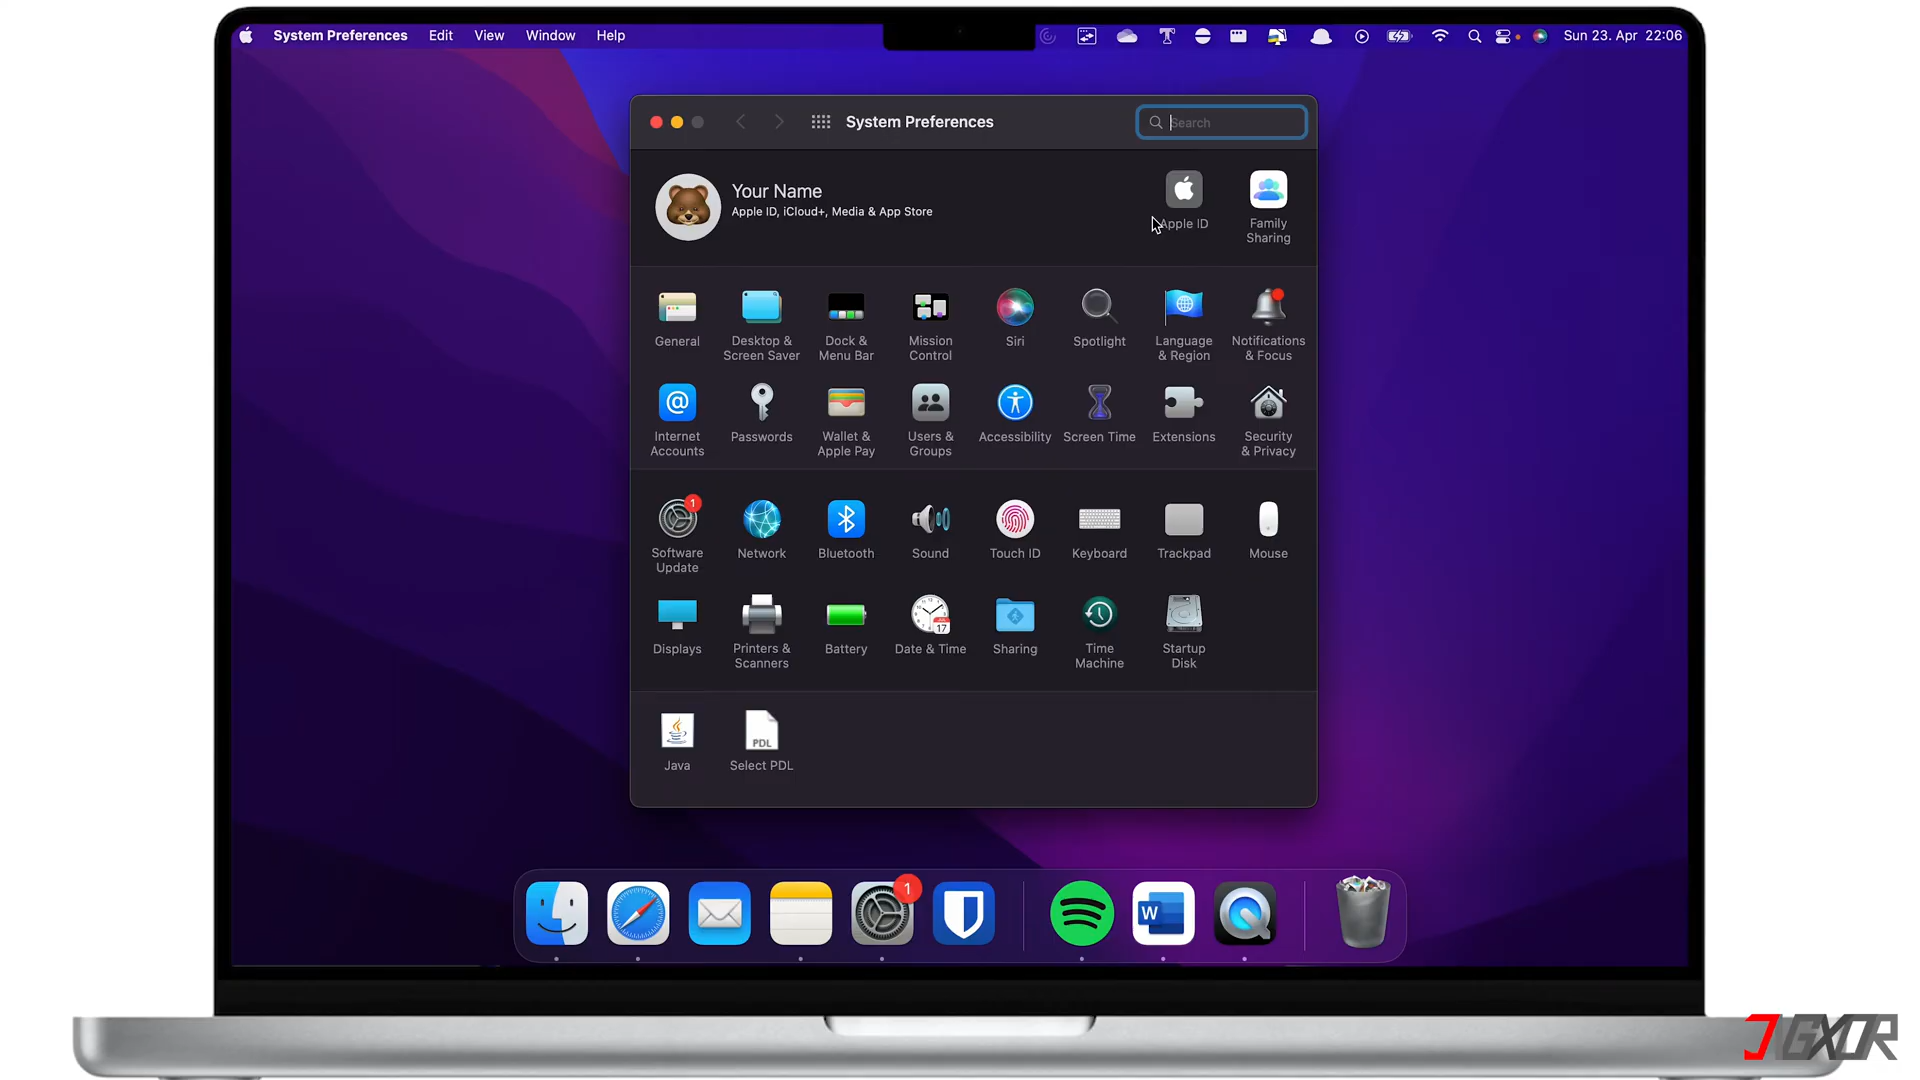 System Preferences Edit View Window Help Sun 23. Apr 22:06
System Preferences
Search
Your Name
Apple ID, iCloud+, Media & App Store
Apple ID
Family
Sharing
General
Desktop &
Screen Saver
Dock &
Menu Bar
Mission
Control
Siri
Spotlight
Language
& Region
Notifications
& Focus
Internet
Accounts
Passwords
Wallet &
Apple Pay
Users &
Groups
Accessibility
Screen Time
Extensions
Security
& Privacy
1
Software
Update
Network
Bluetooth
Sound
Touch ID
Keyboard
Trackpad
Mouse
Displays
Printers &
Scanners
Battery
17
Date & Time
Sharing
Time
Machine
Startup
Disk
Java
PDL
Select PDL
1
W
JGXOR